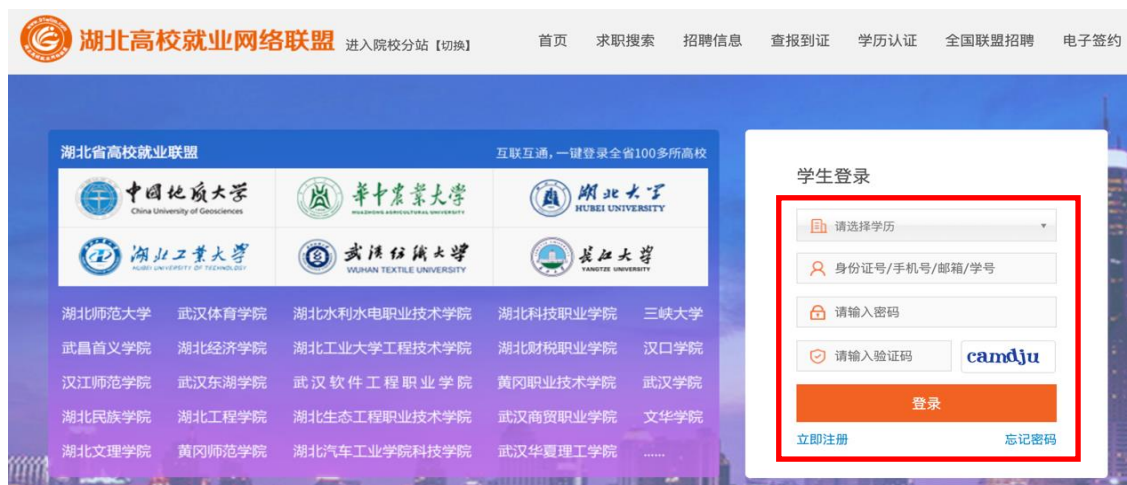 湖北高校就业网络联盟 进入院校分站【切换】 首页 求职搜索 招聘信息 查报到证 学历认证 全国联盟招聘 电子签约
湖北省高校就业联盟 互联互通,一键登录全省100多所高校
中国地质大学 华中农业大学 湖北大学
China University of Geosciences HUAZHONG AGRICULTURAL UNIVERSITY HUBEI UNIVERSITY
湖北工业大学 武汉纺织大学 长江大学
HUBEI UNIVERSITY OF TECHNOLOGY WUHAN TEXTILE UNIVERSITY YANGTZE UNIVERSITY
湖北师范大学 武汉体育学院 湖北水利水电职业技术学院 湖北科技职业学院 三峡大学
武昌首义学院 湖北经济学院 湖北工业大学工程技术学院 湖北财税职业学院 汉口学院
汉江师范学院 武汉东湖学院 武汉软件工程职业学院 黄冈职业技术学院 武汉学院
湖北民族学院 湖北工程学院 湖北生态工程职业技术学院 武汉商贸职业学院 文华学院
湖北文理学院 黄冈师范学院 湖北汽车工业学院科技学院 武汉华夏理工学院 ......
学生登录
请选择学历
身份证号/手机号/邮箱/学号
请输入密码
请输入验证码 camdju
登录
立即注册 忘记密码